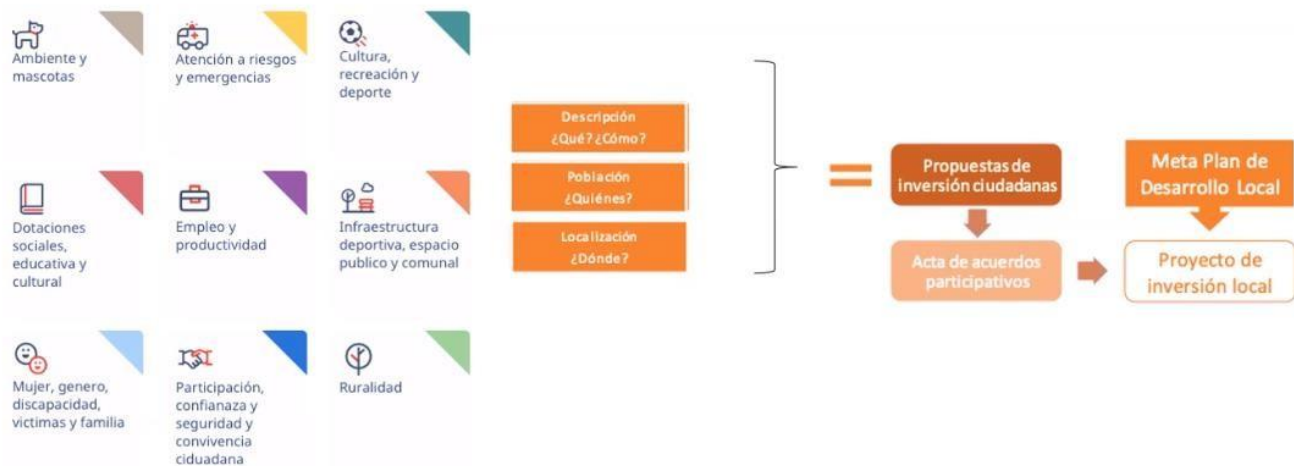 Ambiente y
mascotas
Atención a riesgos
y emergencias
Cultura,
recreación y
deporte
Dotaciones
sociales,
educativa y
cultural
Empleo y
productividad
Infraestructura
deportiva, espacio
publico y comunal
Mujer, genero,
discapacidad,
victimas y familia
Participación,
confianaza y
seguridad y
convivencia
ciduadana
Ruralidad
Descripción
¿Qué? ¿Cómo?
Población
¿Quiénes?
Localización
¿Dónde?
Propuestas de
inversión ciudadanas
Acta de acuerdos
participativos
Meta Plan de
Desarrollo Local
Proyecto de
inversión local